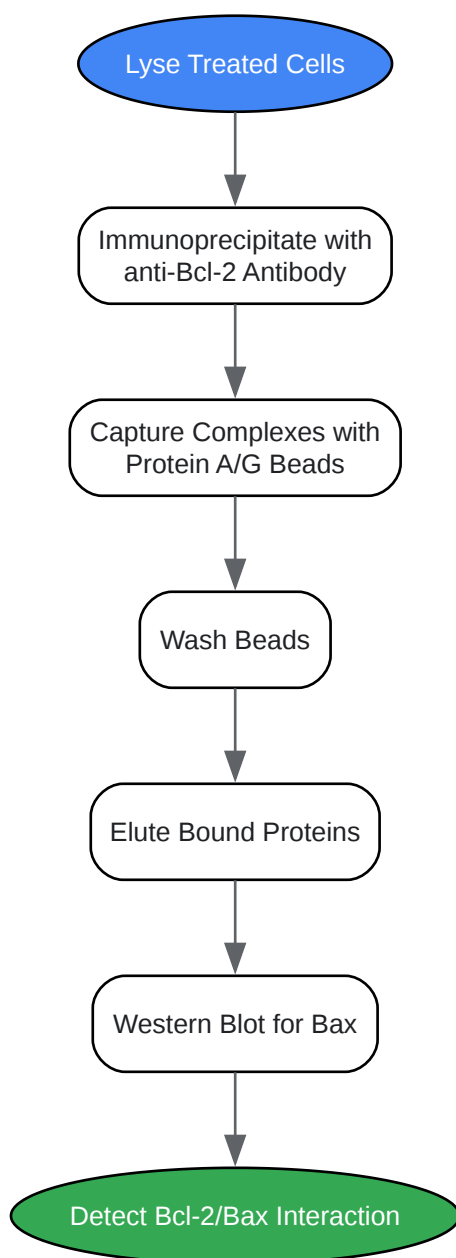 Lyse Treated Cells
Immunoprecipitate with
anti-Bcl-2 Antibody
Capture Complexes with
Protein A/G Beads
Wash Beads
Elute Bound Proteins
Western Blot for Bax
Detect Bcl-2/Bax Interaction